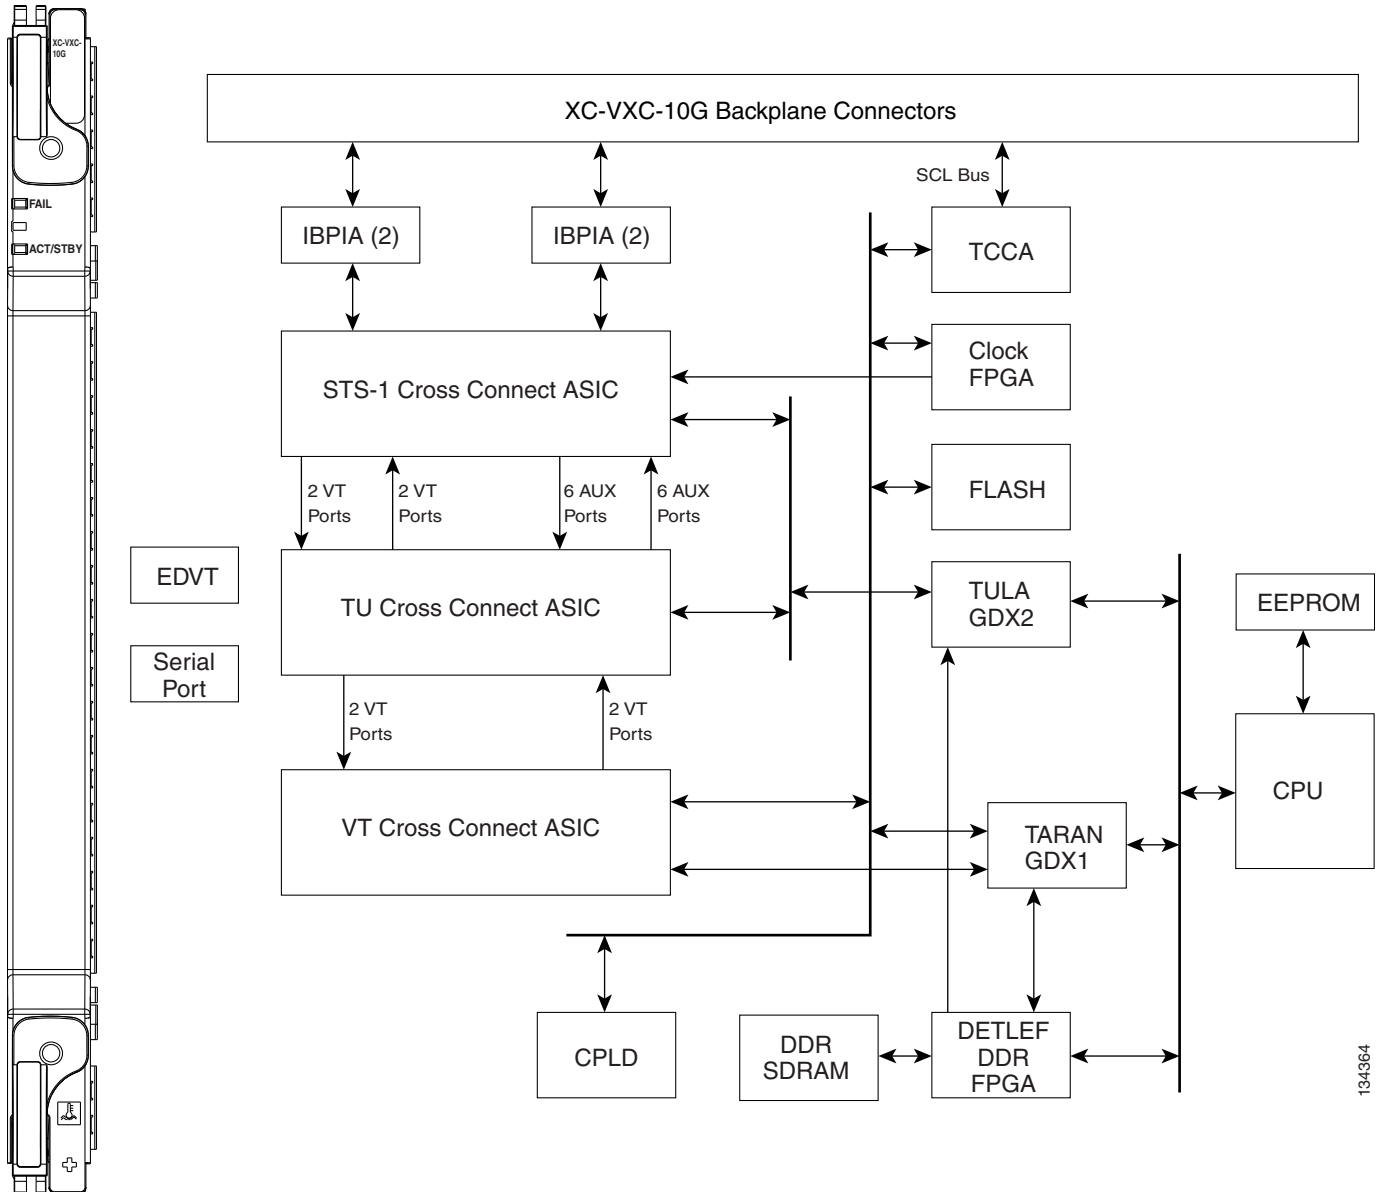 XC-VXC-
10G
FAIL
ACT/STBY
XC-VXC-10G Backplane Connectors
SCL Bus
IBPIA (2)
IBPIA (2)
TCCA
STS-1 Cross Connect ASIC
Clock
FPGA
2 VT
Ports
2 VT
Ports
6 AUX
Ports
6 AUX
Ports
FLASH
EDVT
TU Cross Connect ASIC
TULA
GDX2
EEPROM
Serial
Port
2 VT
Ports
2 VT
Ports
VT Cross Connect ASIC
TARAN
GDX1
CPU
CPLD
DDR
SDRAM
DETLEF
DDR
FPGA
134364